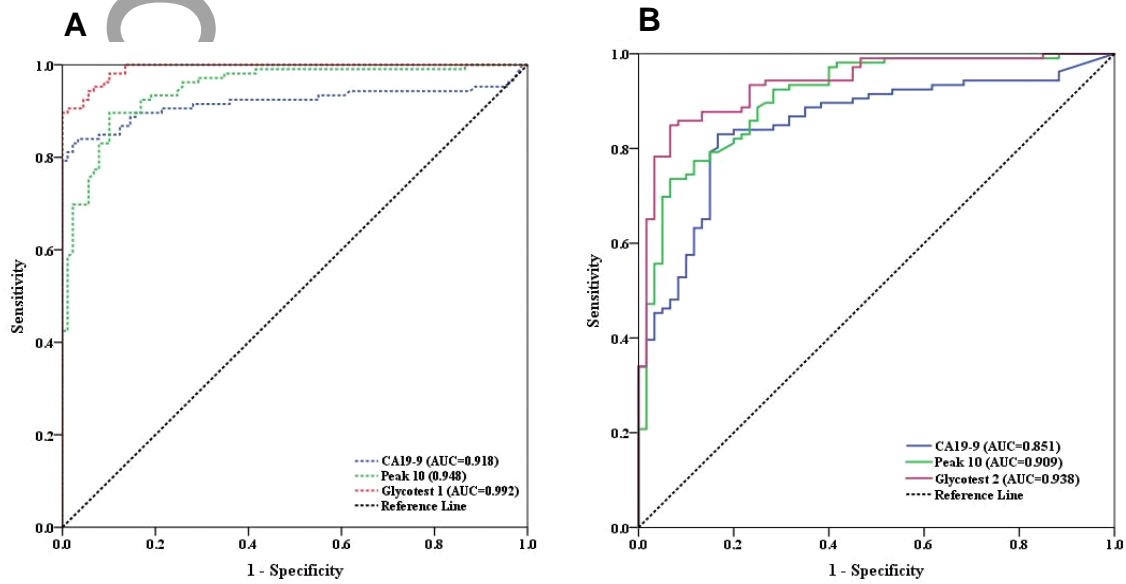 A
1.0
0.8
0.6
0.4
0.2
0.0
Sensitivity
CA19-9 (AUC=0.918)
Peak 10 (0.948)
Glycotest 1 (AUC=0.992)
Reference Line
0.0 0.2 0.4 0.6 0.8 1.0
1 - Specificity
B
1.0
0.8
0.6
0.4
0.2
0.0
Sensitivity
CA19-9 (AUC=0.851)
Peak 10 (AUC=0.909)
Glycotest 2 (AUC=0.938)
Reference Line
0.0 0.2 0.4 0.6 0.8 1.0
1 - Specificity